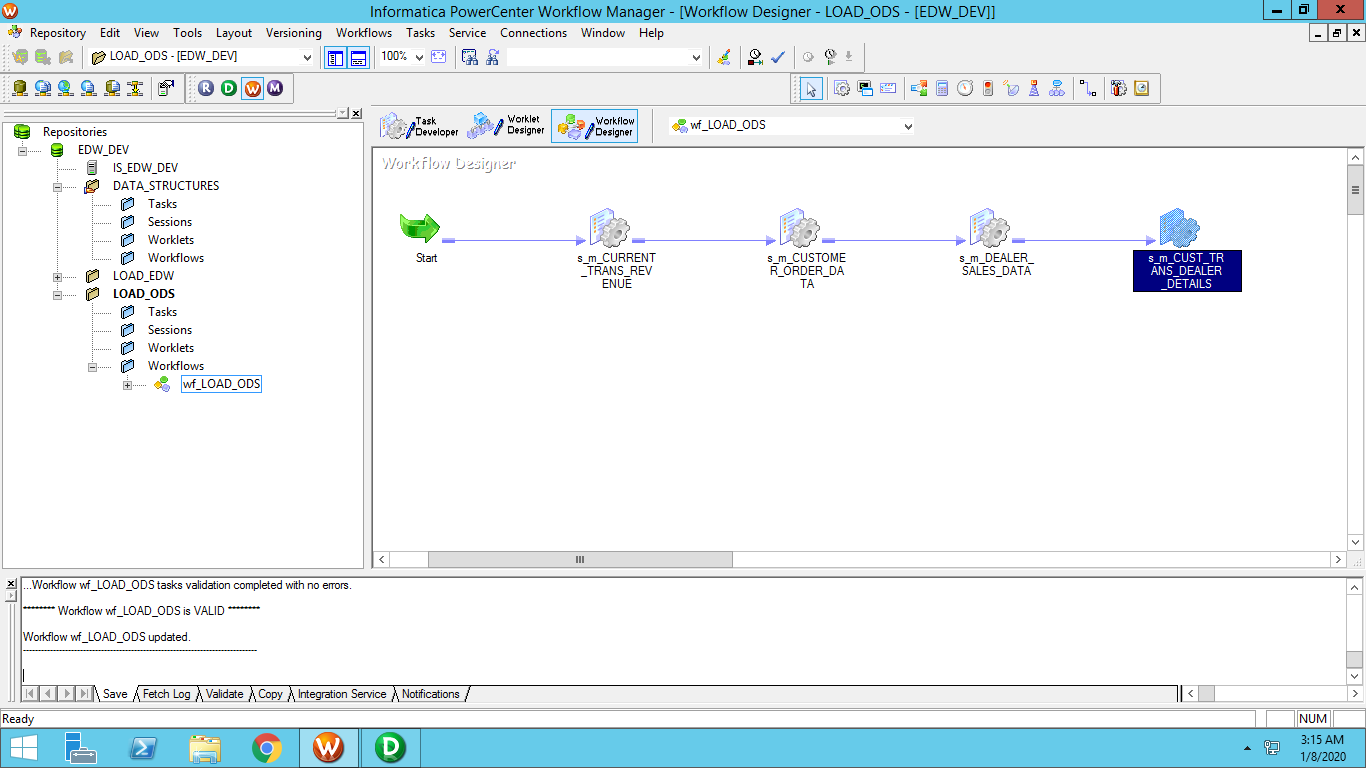 Informatica PowerCenter Workflow Manager - [Workflow Designer - LOAD_ODS - [EDW_DEV]]
Repository Edit View Tools Layout Versioning Workflows Tasks Service Connections Window Help
LOAD_ODS - [EDW_DEV]
100%
R D W M
Repositories
EDW_DEV
IS_EDW_DEV
DATA_STRUCTURES
Tasks
Sessions
Worklets
Workflows
LOAD_EDW
LOAD_ODS
Tasks
Sessions
Worklets
Workflows
wf_LOAD_ODS
Task
Developer
Worklet
Designer
Workflow
Designer
wf_LOAD_ODS
Workflow Designer
Start
s_m_CURRENT
_TRANS_REV
ENUE
s_m_CUSTOME
R_ORDER_DA
TA
s_m_DEALER_
SALES_DATA
s_m_CUST_TR
ANS_DEALER
_DETAILS
...Workflow wf_LOAD_ODS tasks validation completed with no errors.
******** Workflow wf_LOAD_ODS is VALID ********
Workflow wf_LOAD_ODS updated.
Save Fetch Log Validate Copy Integration Service Notifications
Ready
NUM
W D
3:15 AM
1/8/2020